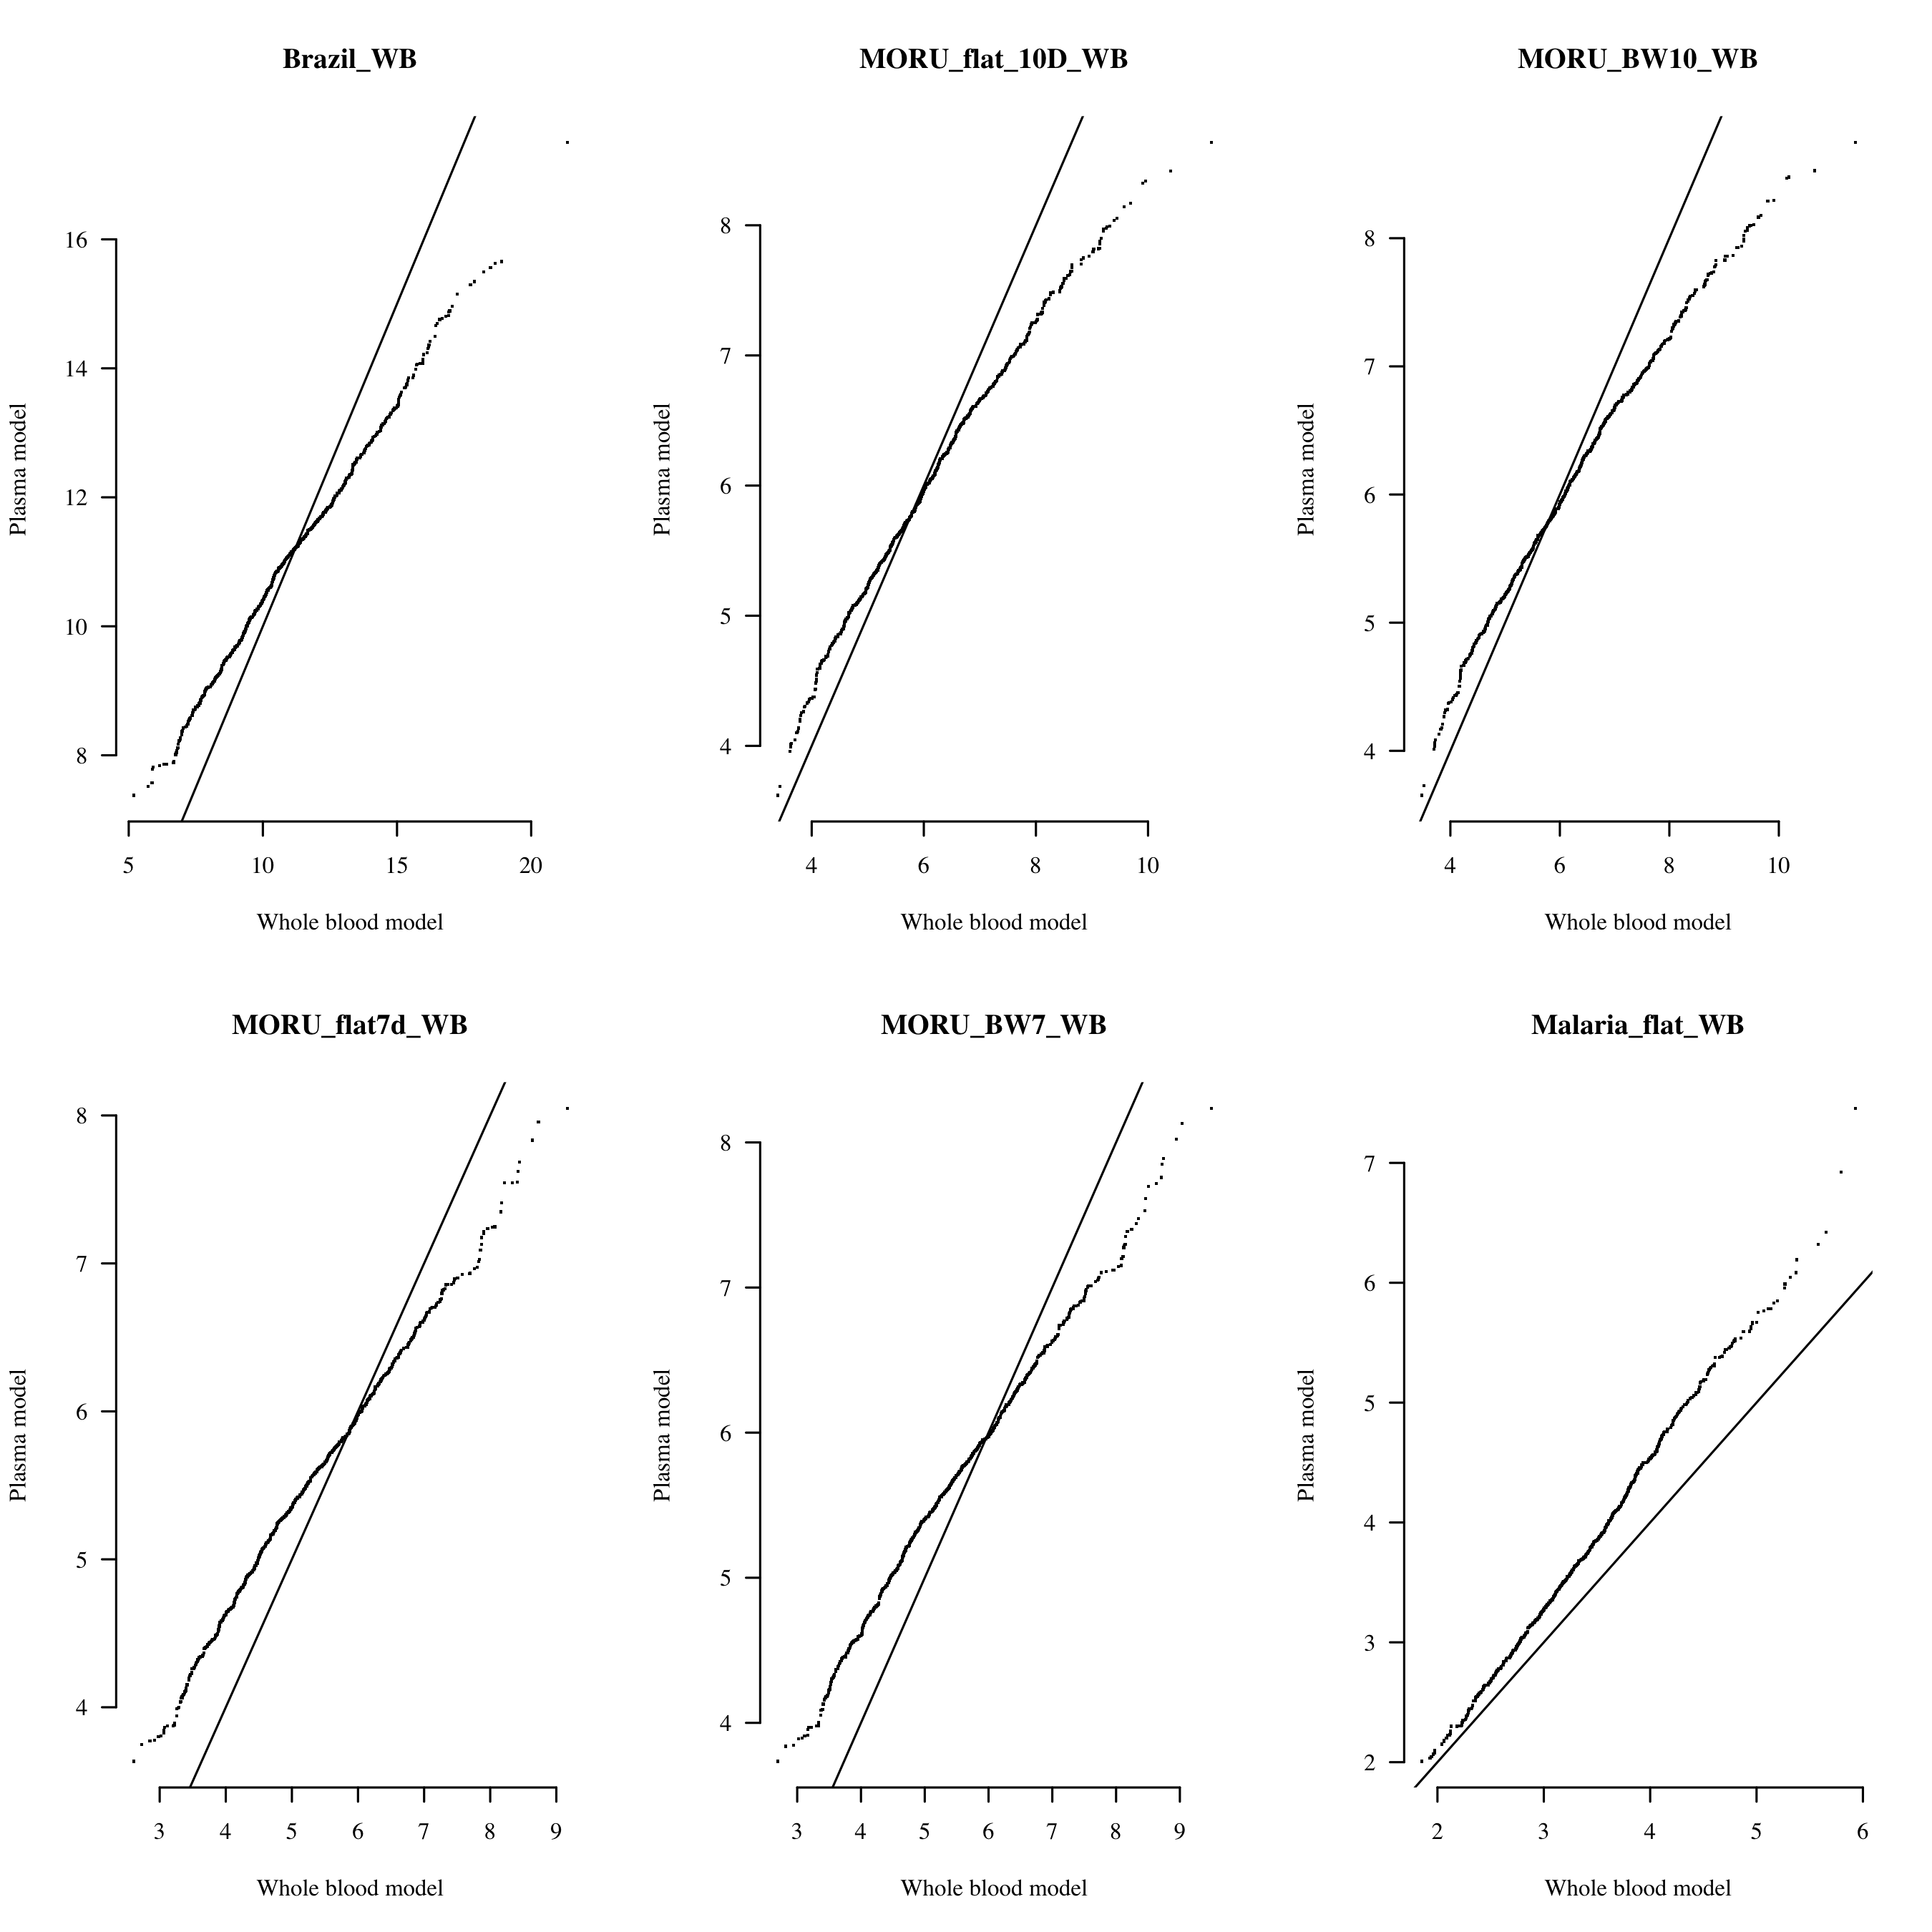 Brazil_WB
MORU_flat_10D_WB
MORU_BW10_WB
Plasma model
16
14
12
10
8
5 10 15 20
Whole blood model
Plasma model
8
7
6
5
4
4 6 8 10
Whole blood model
Plasma model
8
7
6
5
4
4 6 8 10
Whole blood model
MORU_flat7d_WB
MORU_BW7_WB
Malaria_flat_WB
Plasma model
8
7
6
5
4
3 4 5 6 7 8 9
Whole blood model
Plasma model
8
7
6
5
4
3 4 5 6 7 8 9
Whole blood model
Plasma model
7
6
5
4
3
2
2 3 4 5 6
Whole blood model